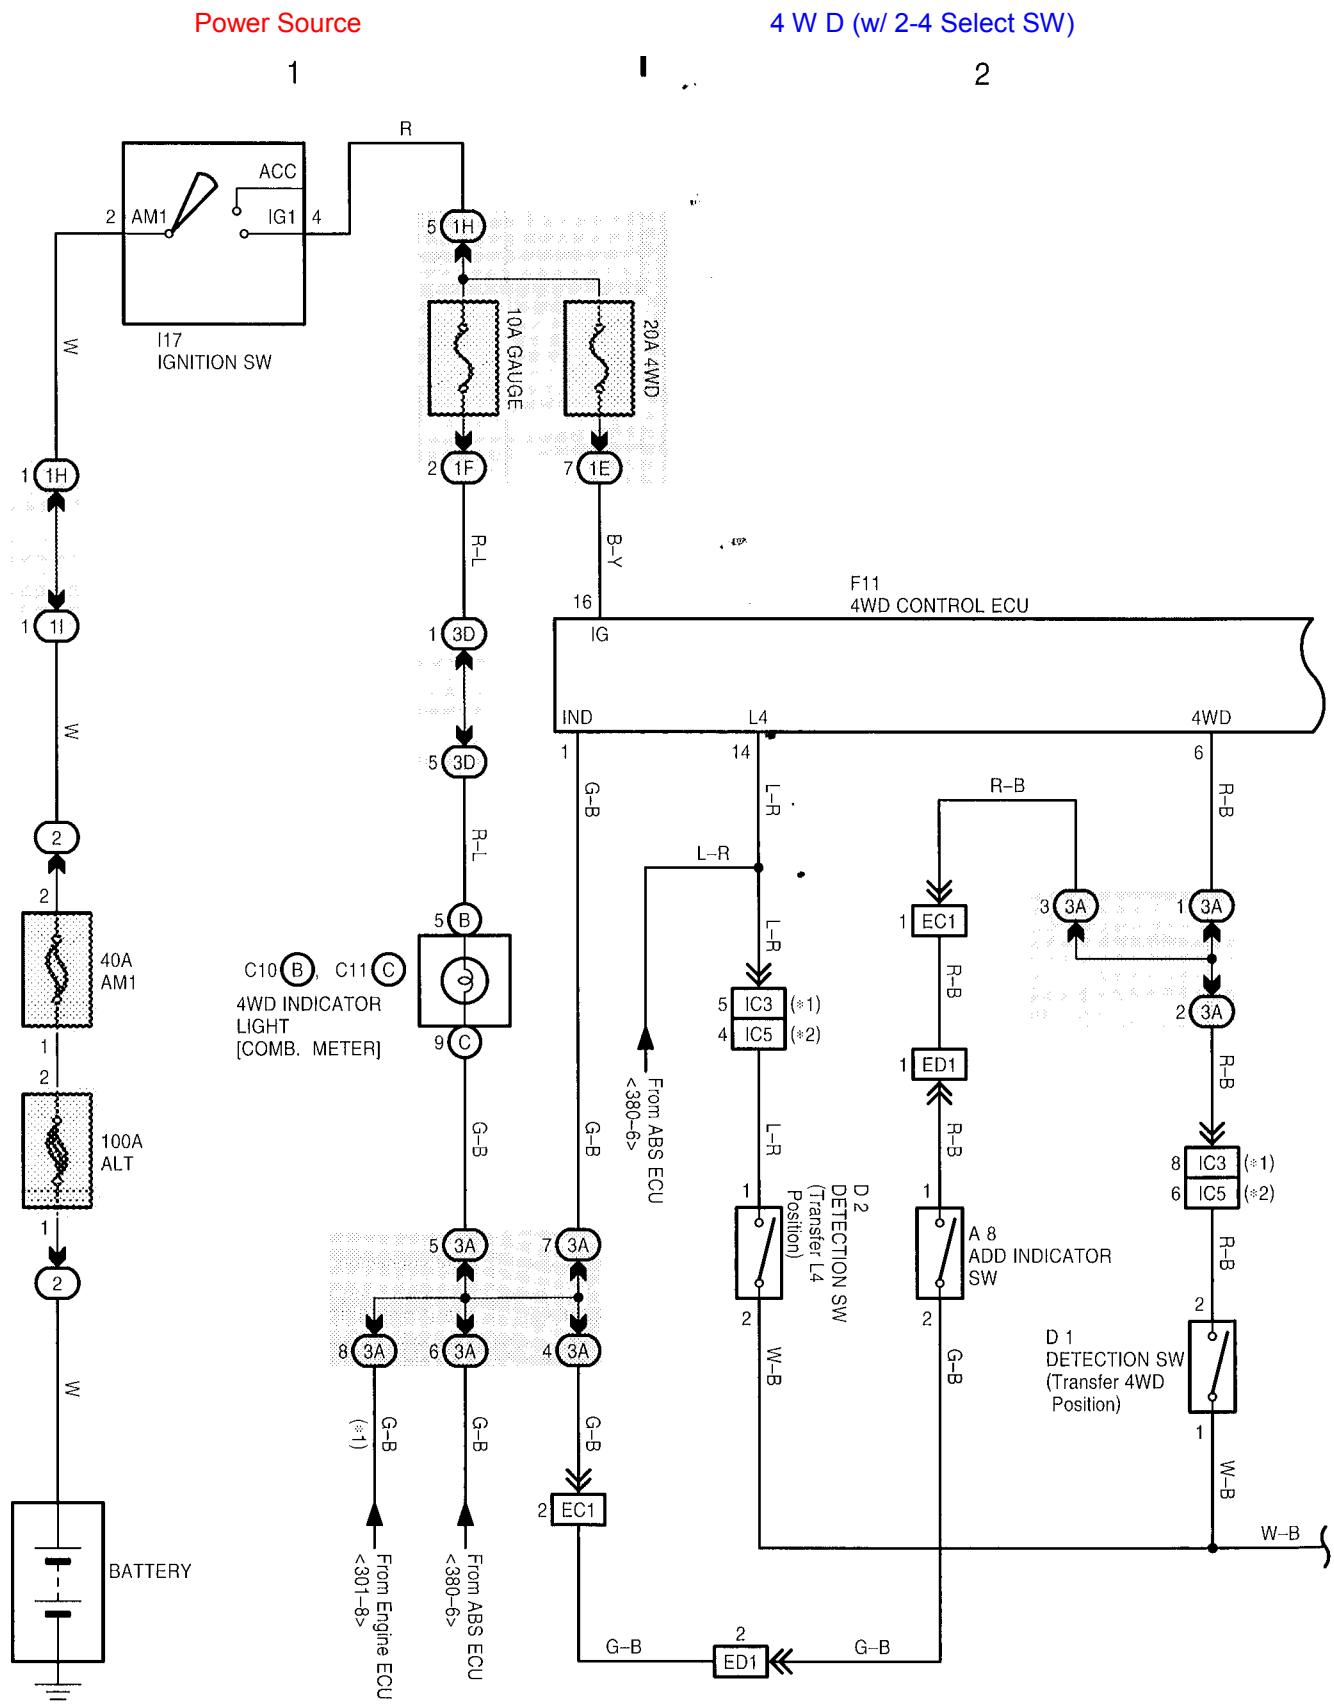 Power Source
4 W D (w/ 2-4 Select SW)
1
I
2
R
ACC
2
AM1
IG1
4
I17
IGNITION SW
W
5
1H
10A GAUGE
20A 4WD
1
1H
2
1F
7
1E
R–L
B–Y
1
1I
W
16
IG
F11
4WD CONTROL ECU
1
3D
5
3D
IND
L4
4WD
1
14
6
G–B
L–R
R–B
R–B
R–L
2
2
L–R
L–R
5
B
3
3A
1
3A
1
EC1
40A
AM1
C10
B
,
C11
C
4WD INDICATOR
LIGHT
[COMB. METER]
9
C
R–B
5
IC3
(*1)
4
IC5
(*2)
2
3A
1
2
1
ED1
R–B
From ABS ECU
<380–6>
100A
ALT
1
2
G–B
G–B
L–R
R–B
8
IC3
(*1)
6
IC5
(*2)
1
D 2
DETECTION SW
(Transfer L4
Position)
1
A 8
ADD INDICATOR
SW
R–B
5
3A
7
3A
2
2
2
D 1
DETECTION SW
(Transfer 4WD
Position)
1
8
3A
6
3A
4
3A
W–B
G–B
W
G–B
(*1)
G–B
G–B
W–B
2
EC1
W–B
BATTERY
From Engine ECU
<301–8>
From ABS ECU
<380–6>
G–B
2
ED1
G–B